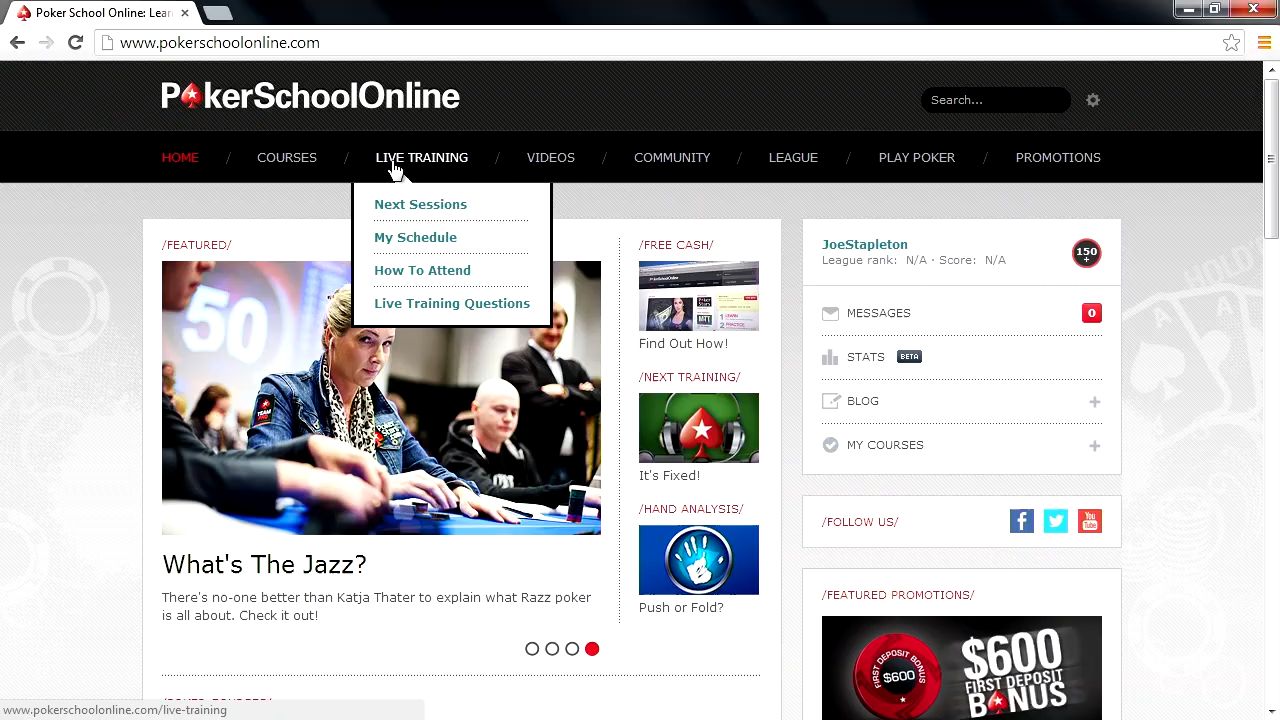 Poker School Online: Lear
www.pokerschoolonline.com
PokerSchoolOnline
Search...
HOME / COURSES / LIVE TRAINING / VIDEOS / COMMUNITY / LEAGUE / PLAY POKER / PROMOTIONS
Next Sessions
My Schedule
How To Attend
Live Training Questions
/FEATURED/
50
What's The Jazz?
There's no-one better than Katja Thater to explain what Razz poker
is all about. Check it out!
/FREE CASH/
Find Out How!
/NEXT TRAINING/
It's Fixed!
/HAND ANALYSIS/
Push or Fold?
JoeStapleton
League rank: N/A · Score: N/A
150
+
MESSAGES
0
STATS BETA
BLOG
MY COURSES
/FOLLOW US/
You
Tube
/FEATURED PROMOTIONS/
FIRST DEPOSIT
$600
BONUS
$600
FIRST DEPOSIT
BONUS
www.pokerschoolonline.com/live-training